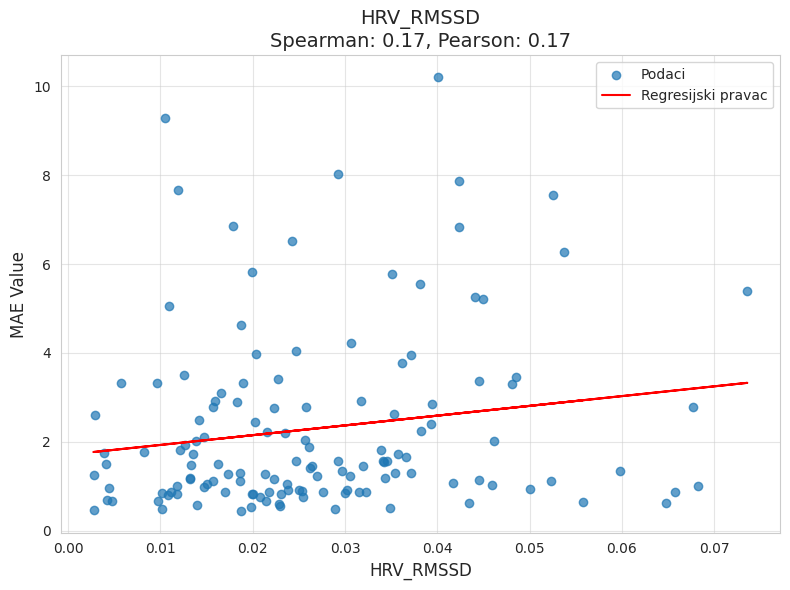 HRV_RMSSD
Spearman: 0.17, Pearson: 0.17
Podaci
Regresijski pravac
MAE Value
10
8
6
4
2
0
0.00 0.01 0.02 0.03 0.04 0.05 0.06 0.07
HRV_RMSSD